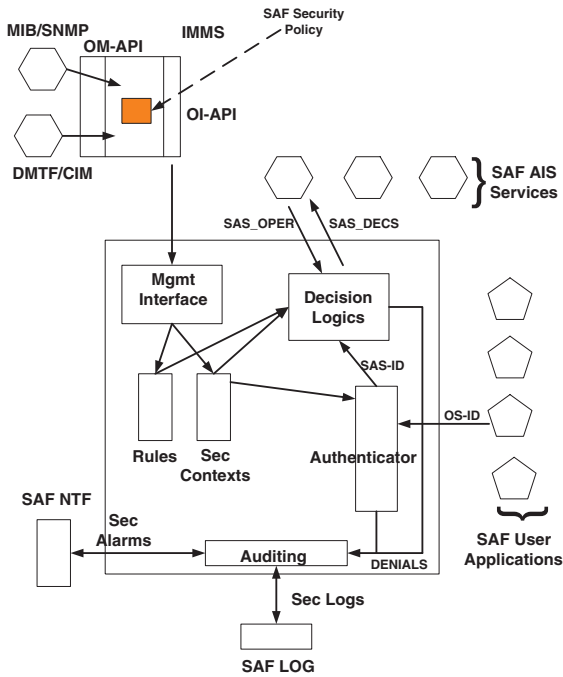 SAF Security
Policy
MIB/SNMP
IMMS
OM-API
OI-API
DMTF/CIM
SAF AIS
Services
SAS_OPER
SAS_DECS
Mgmt
Interface
Decision
Logics
SAS-ID
OS-ID
Rules
Sec
Contexts
Authenticator
SAF NTF
Sec
Alarms
Auditing
DENIALS
SAF User
Applications
Sec Logs
SAF LOG